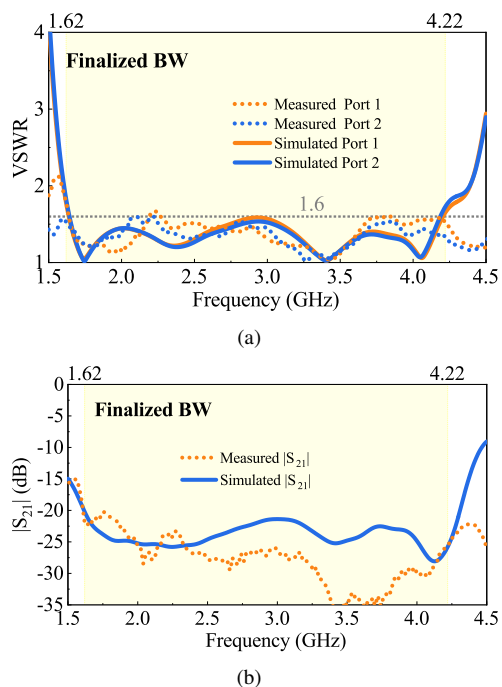 1.62 4.22
4
Finalized BW
Measured Port 1
Measured Port 2
Simulated Port 1
Simulated Port 2
3
VSWR
2
1.6
1
1.5 2.0 2.5 3.0 3.5 4.0 4.5
Frequency (GHz)
(a)
1.62 4.22
0
Finalized BW
-5
-10
Measured |S21|
Simulated |S21|
-15
|S21| (dB)
-20
-25
-30
-35
1.5 2.0 2.5 3.0 3.5 4.0 4.5
Frequency (GHz)
(b)